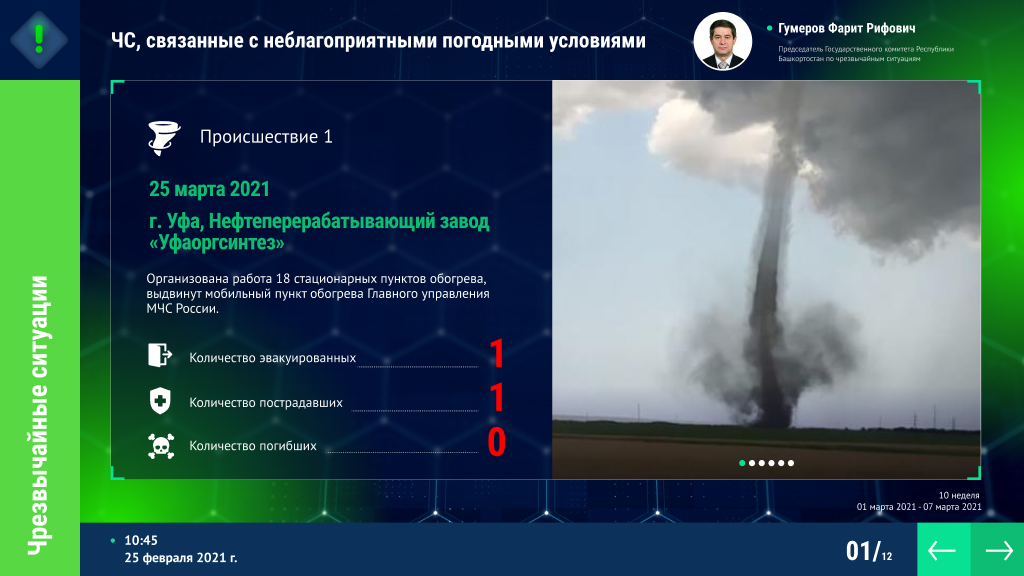 ЧС, связанные с неблагоприятными погодными условиями
Гумеров Фарит Рифович
Председатель Государственного комитета Республики
Башкортостан по чрезвычайным ситуациям
Чрезвычайные ситуации
Происшествие 1
25 марта 2021
г. Уфа, Нефтеперерабатывающий завод
«Уфаоргсинтез»
Организована работа 18 стационарных пунктов обогрева,
выдвинут мобильный пункт обогрева Главного управления
МЧС России.
Количество эвакуированных 1
Количество пострадавших 1
Количество погибших 0
10 неделя
01 марта 2021 - 07 марта 2021
10:45
25 февраля 2021 г.
01/12